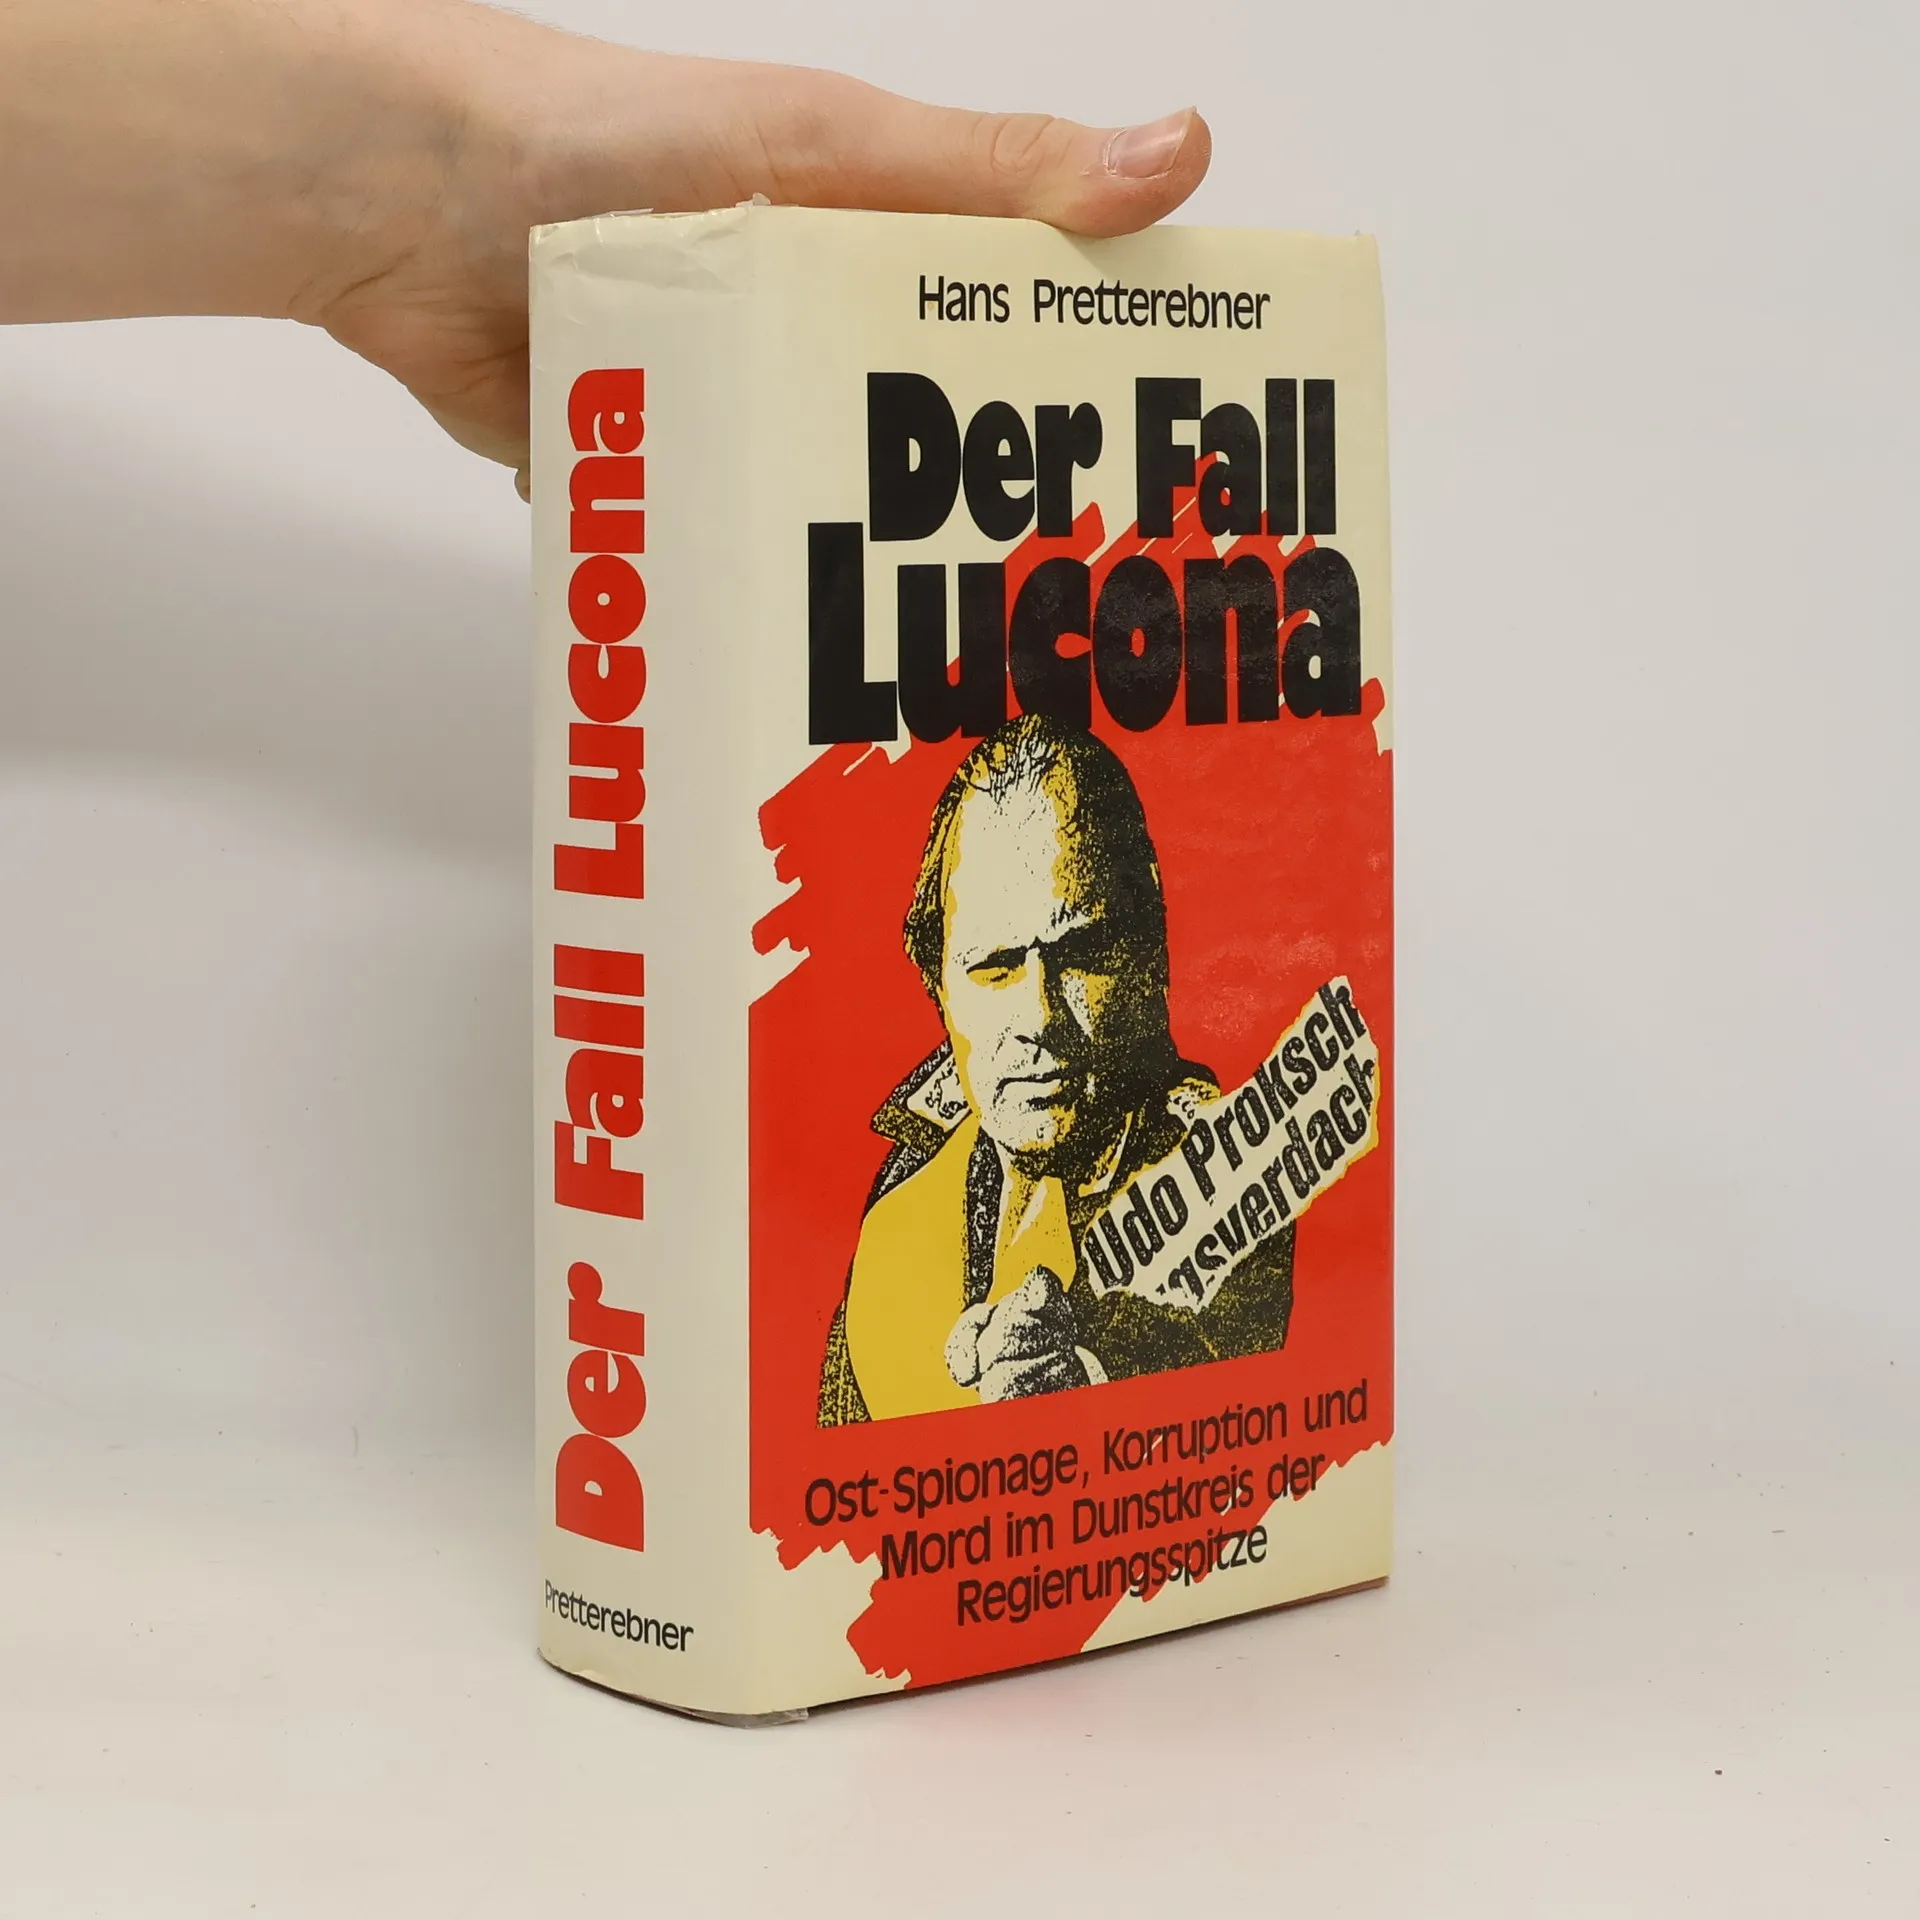 Hans Pretterebner
Der Fall
Lucona
Udo Proksch
gsverdach
Ost-Spionage, Korruption und
Mord im Dunstkreis der
Regierungsspitze
Der Fall Lucona
Pretterebner